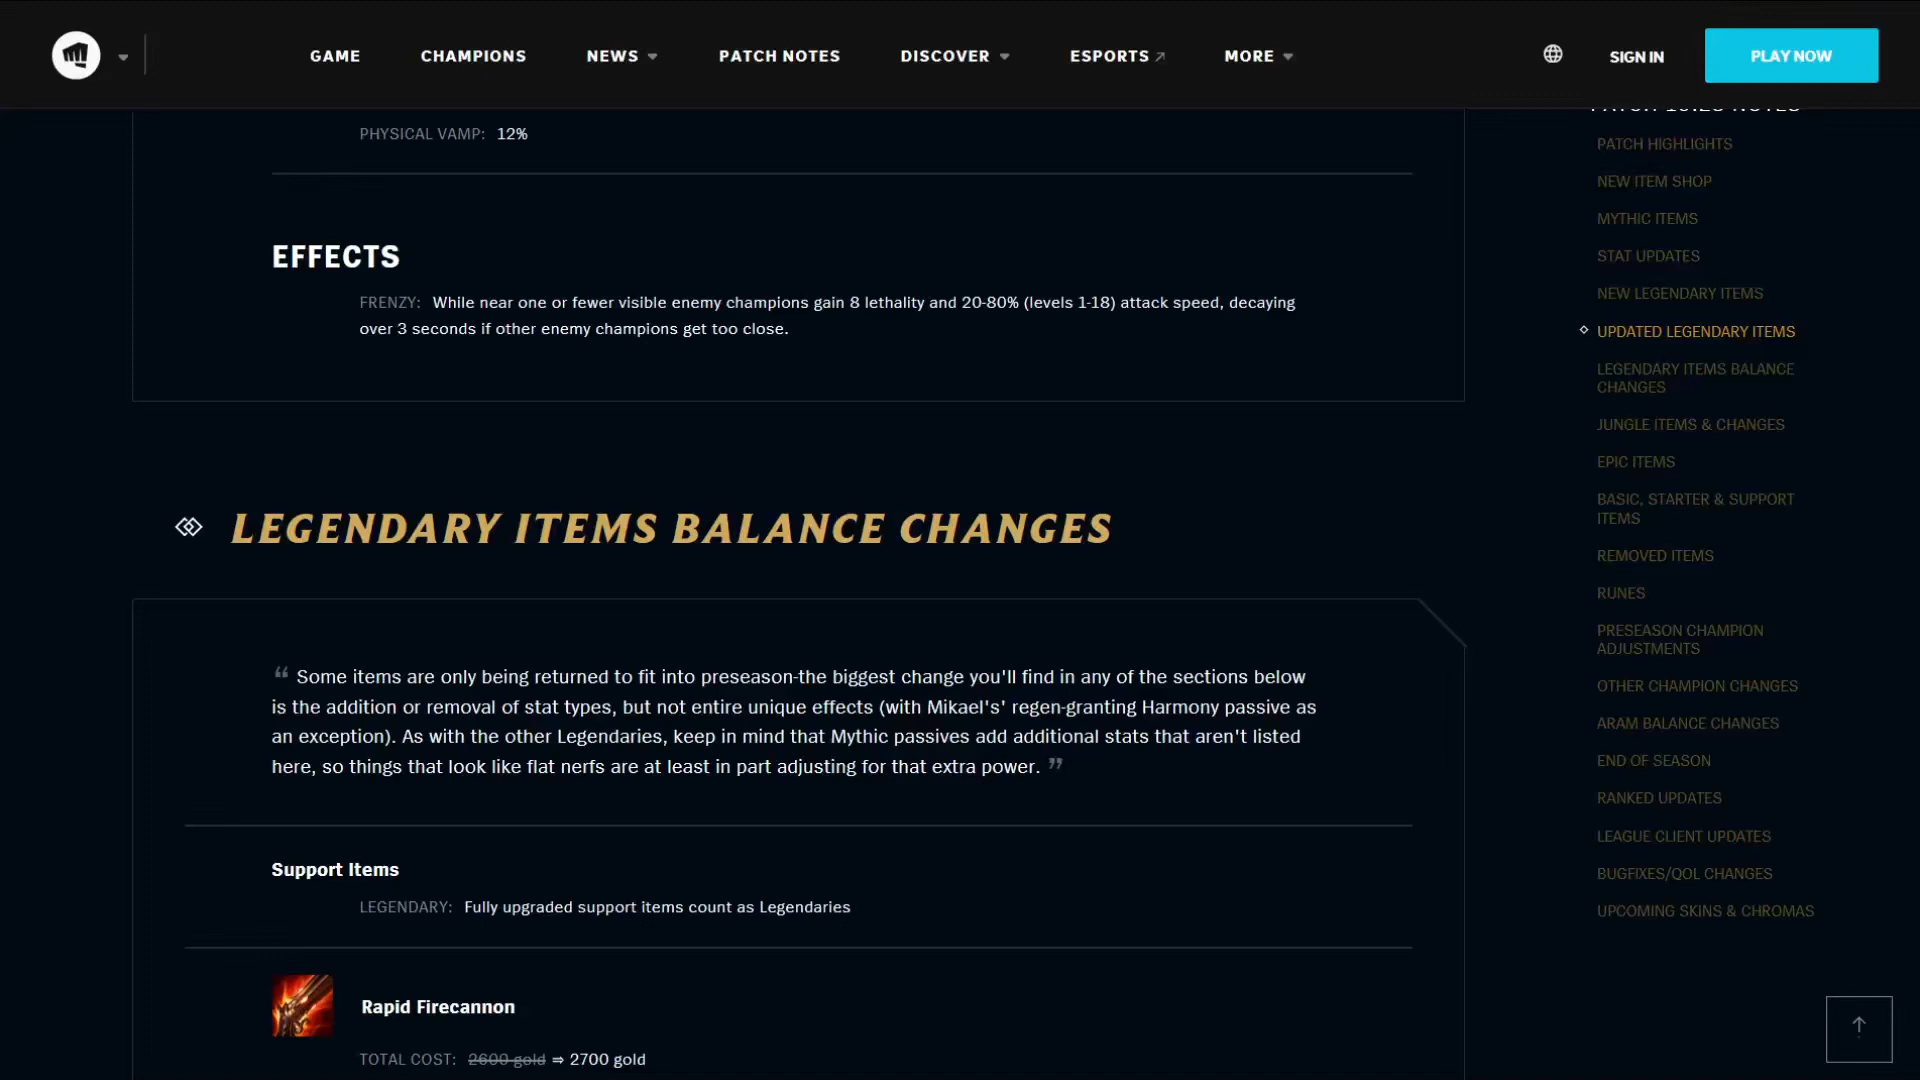 GAME
CHAMPIONS
NEWS
PATCH NOTES
DISCOVER
ESPORTS
MORE
SIGN IN
PLAY NOW
PHYSICAL VAMP: 12%
EFFECTS
FRENZY: While near one or fewer visible enemy champions gain 8 lethality and 20-80% (levels 1-18) attack speed, decaying
over 3 seconds if other enemy champions get too close.
LEGENDARY ITEMS BALANCE CHANGES
“ Some items are only being returned to fit into preseason-the biggest change you'll find in any of the sections below
is the addition or removal of stat types, but not entire unique effects (with Mikael's' regen-granting Harmony passive as
an exception). As with the other Legendaries, keep in mind that Mythic passives add additional stats that aren't listed
here, so things that look like flat nerfs are at least in part adjusting for that extra power. ”
Support Items
LEGENDARY: Fully upgraded support items count as Legendaries
Rapid Firecannon
TOTAL COST: 2600 gold ⇒ 2700 gold
PATCH HIGHLIGHTS
NEW ITEM SHOP
MYTHIC ITEMS
STAT UPDATES
NEW LEGENDARY ITEMS
UPDATED LEGENDARY ITEMS
LEGENDARY ITEMS BALANCE
CHANGES
JUNGLE ITEMS & CHANGES
EPIC ITEMS
BASIC, STARTER & SUPPORT
ITEMS
REMOVED ITEMS
RUNES
PRESEASON CHAMPION
ADJUSTMENTS
OTHER CHAMPION CHANGES
ARAM BALANCE CHANGES
END OF SEASON
RANKED UPDATES
LEAGUE CLIENT UPDATES
BUGFIXES/QOL CHANGES
UPCOMING SKINS & CHROMAS